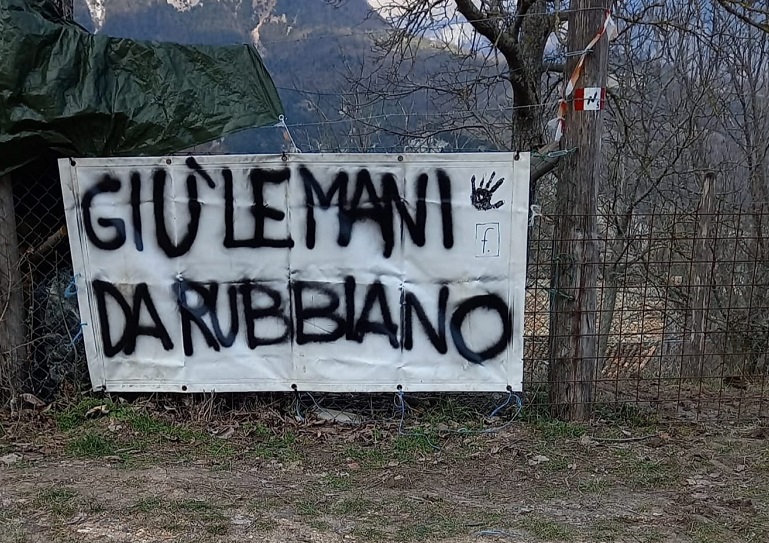 GIÙ LE MANI
f.
DA RUBBIANO